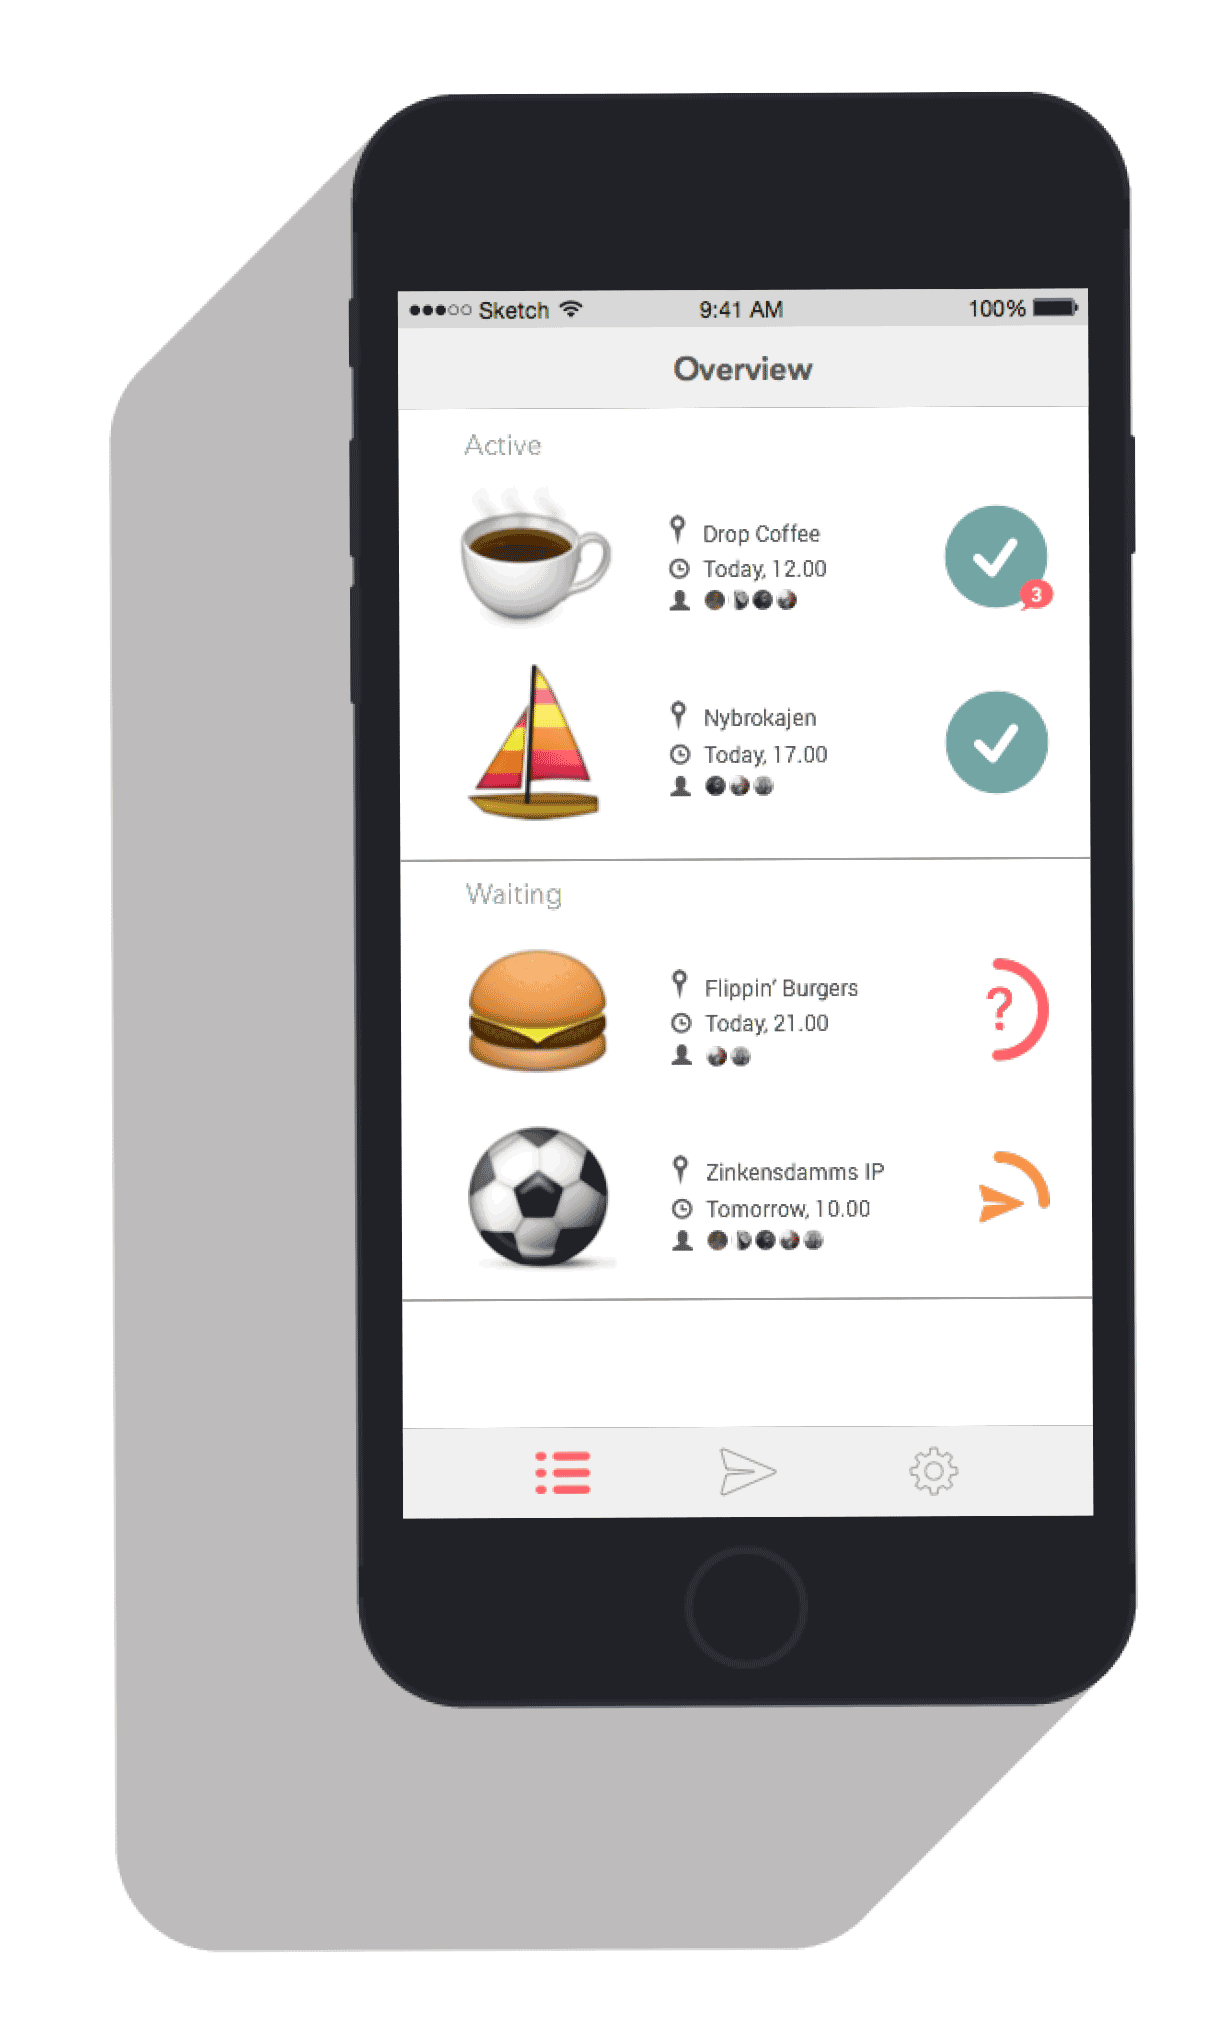 Sketch 9:41 AM 100%
Overview
Active
Drop Coffee
Today, 12.00
3
Nybrokajen
Today, 17.00
Waiting
Flippin’ Burgers
Today, 21.00
?
Zinkensdamms IP
Tomorrow, 10.00